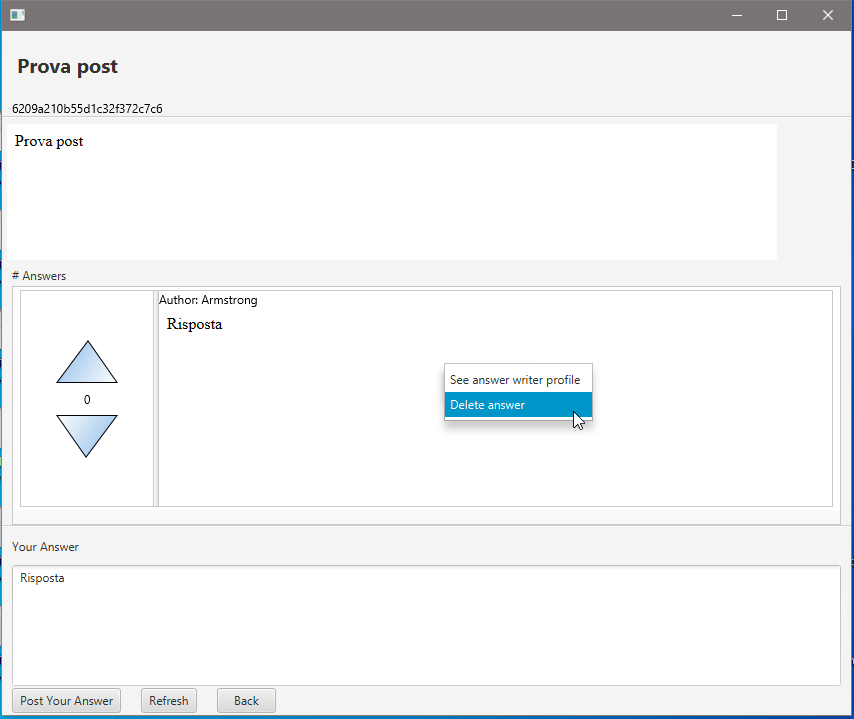 Prova post
6209a210b55d1c32f372c7c6
Prova post
# Answers
Author: Armstrong
Risposta
0
See answer writer profile
Delete answer
Your Answer
Risposta
Post Your Answer
Refresh
Back